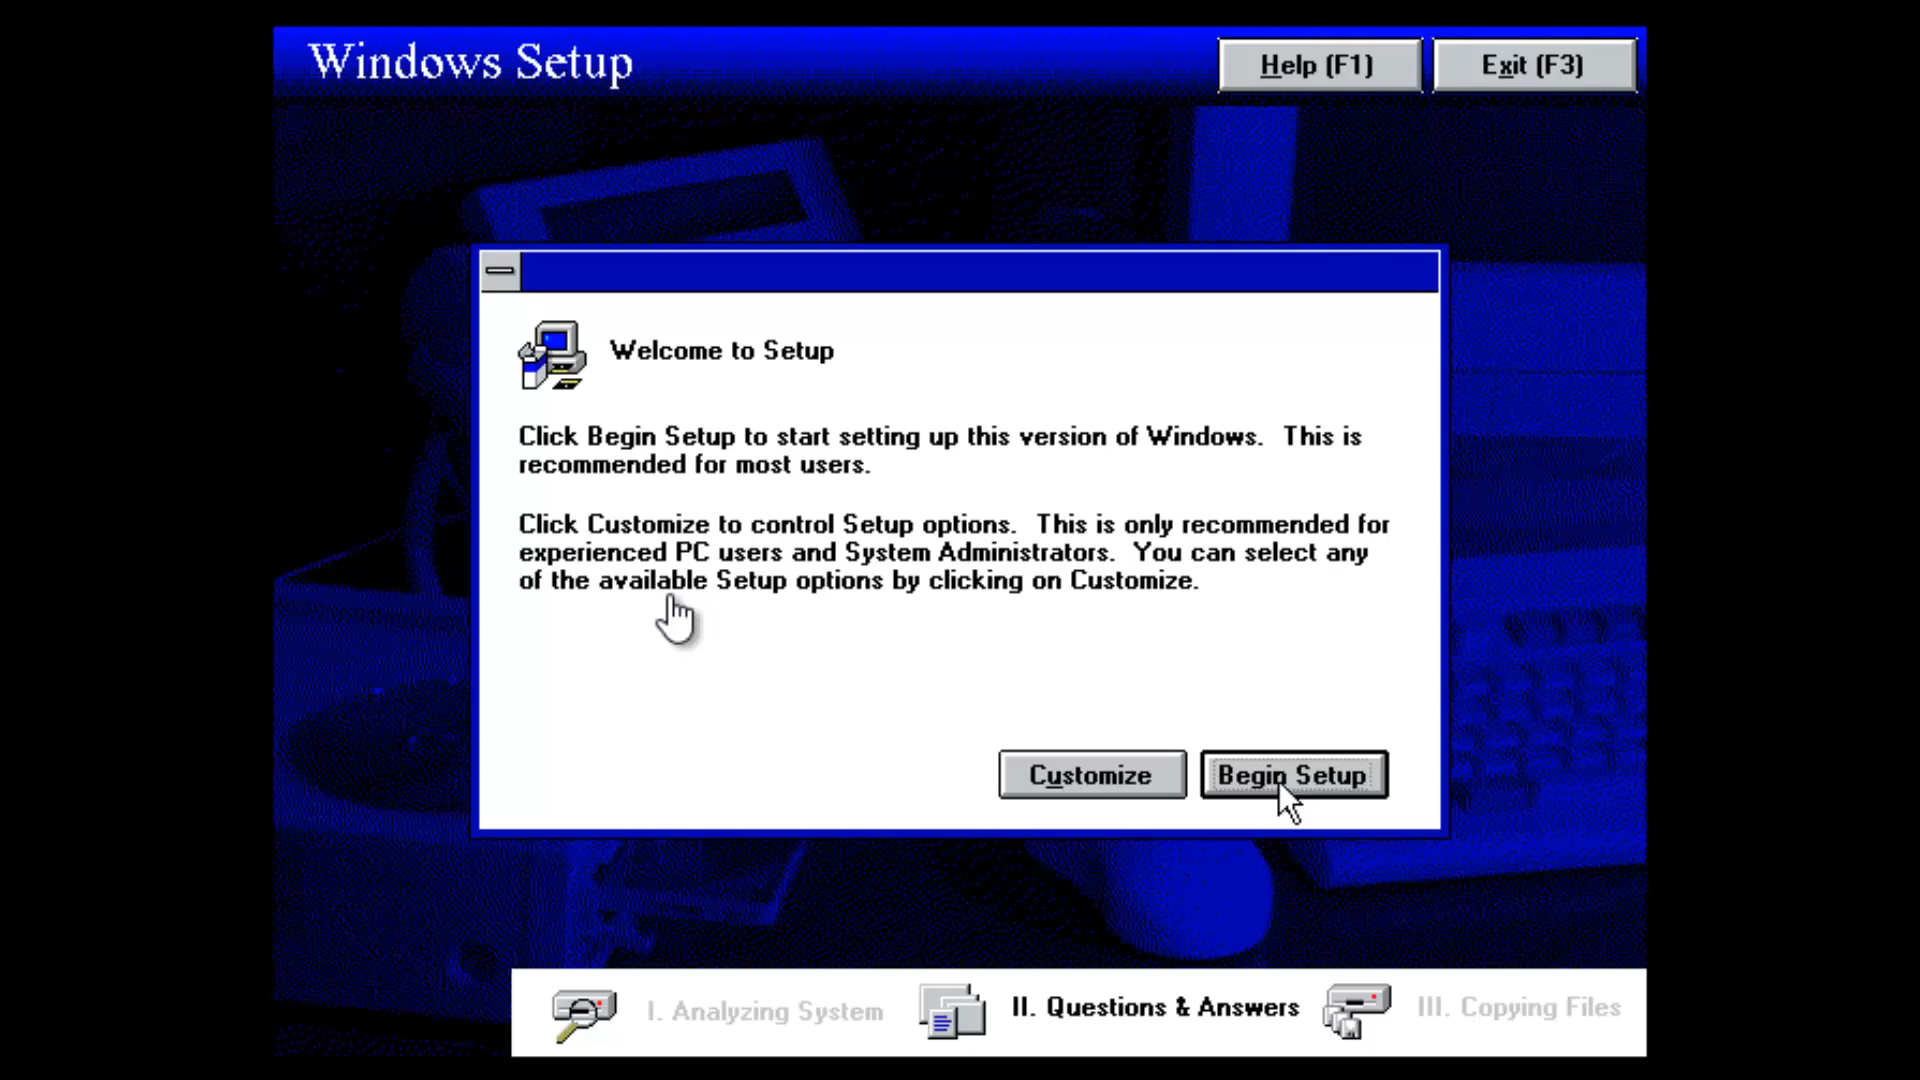 Windows Setup
Help (F1)
Exit (F3)
Welcome to Setup
Click Begin Setup to start setting up this version of Windows.  This is
recommended for most users.
Click Customize to control Setup options.  This is only recommended for
experienced PC users and System Administrators.  You can select any
of the available Setup options by clicking on Customize.
Customize
Begin Setup
I. Analyzing System
II. Questions & Answers
III. Copying Files